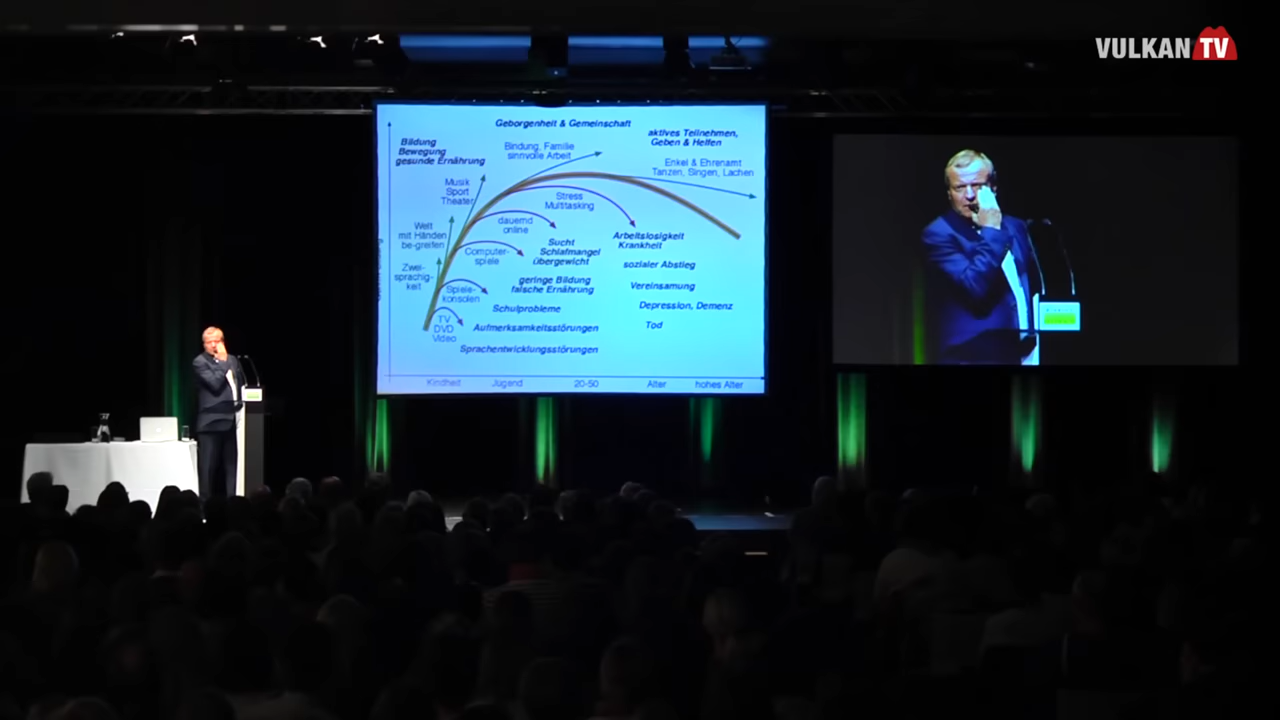 VULKAN TV
Geborgenheit & Gemeinschaft
aktives Teilnehmen,
Geben & Helfen
Bildung
Bewegung
gesunde Ernährung
Bindung, Familie
sinnvolle Arbeit
Enkel & Ehrenamt
Tanzen, Singen, Lachen
Musik
Sport
Theater
Stress
Multitasking
Welt
mit Händen
be-greifen
dauernd
online
Arbeitslosigkeit
Krankheit
Sucht
Schlafmangel
übergewicht
Computer-
spiele
sozialer Abstieg
Zwei-
sprachig-
keit
geringe Bildung
falsche Ernährung
Vereinsamung
Spiele-
konsolen
Schulprobleme
Depression, Demenz
TV
DVD
Video
Aufmerksamkeitsstörungen
Tod
Sprachentwicklungsstörungen
Kindheit
Jugend
20-50
Alter
hohes Alter